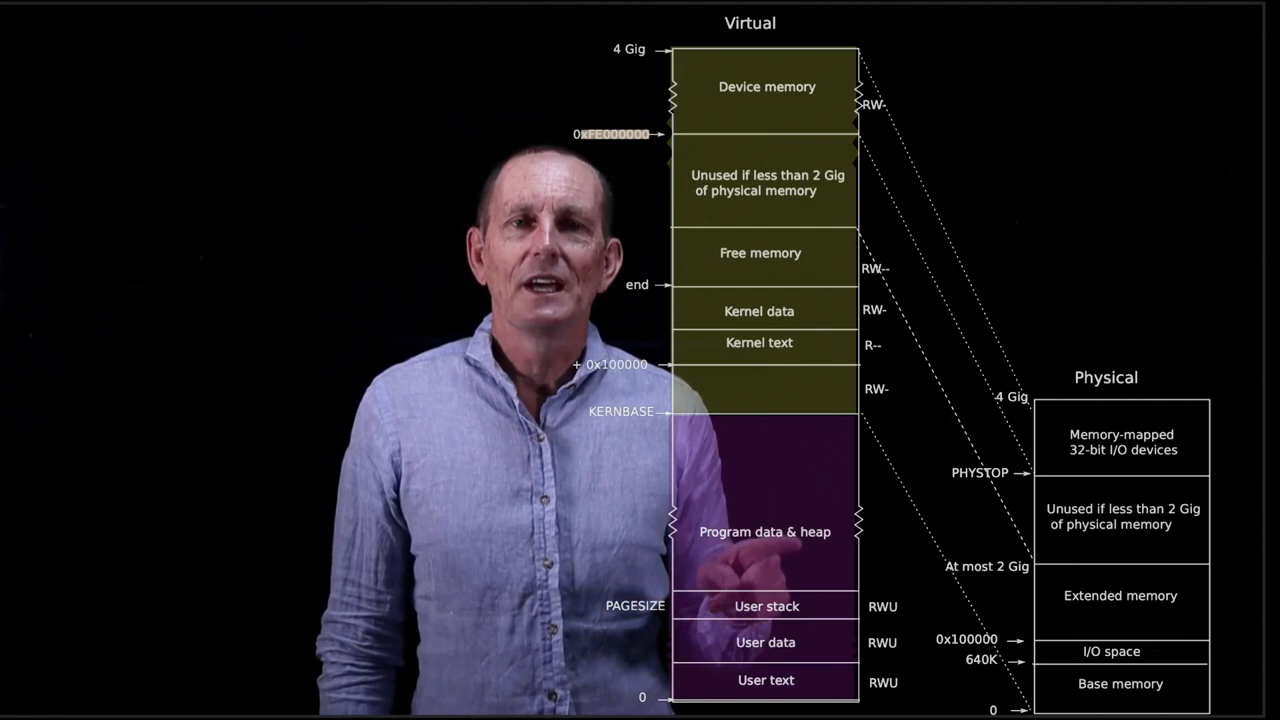 Virtual
4 Gig
Device memory
RW-
0xFE000000
Unused if less than 2 Gig
of physical memory
Free memory
RW--
end
Kernel data
RW-
Kernel text
R--
+ 0x100000
RW-
KERNBASE
Program data & heap
PAGESIZE
User stack
RWU
User data
RWU
User text
RWU
0
Physical
4 Gig
Memory-mapped
32-bit I/O devices
PHYSTOP
Unused if less than 2 Gig
of physical memory
At most 2 Gig
Extended memory
0x100000
I/O space
640K
Base memory
0